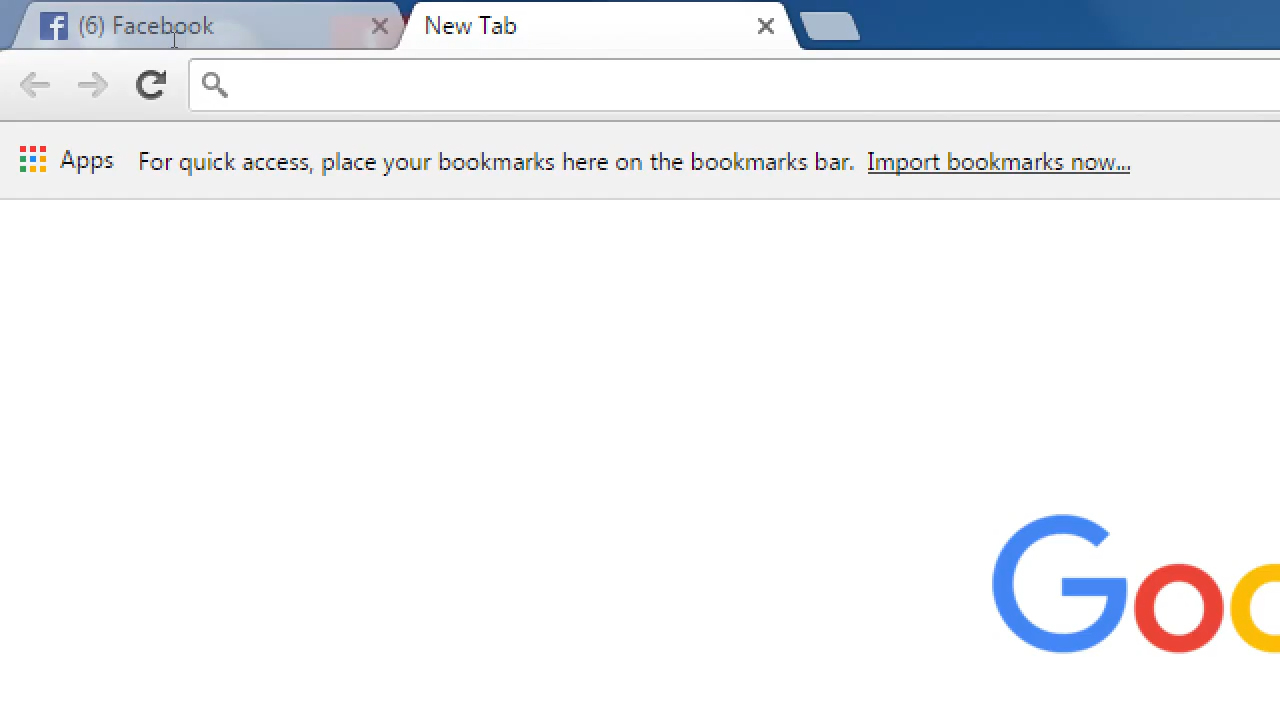 (6) Facebook
New Tab
Apps
For quick access, place your bookmarks here on the bookmarks bar. Import bookmarks now...
Goo